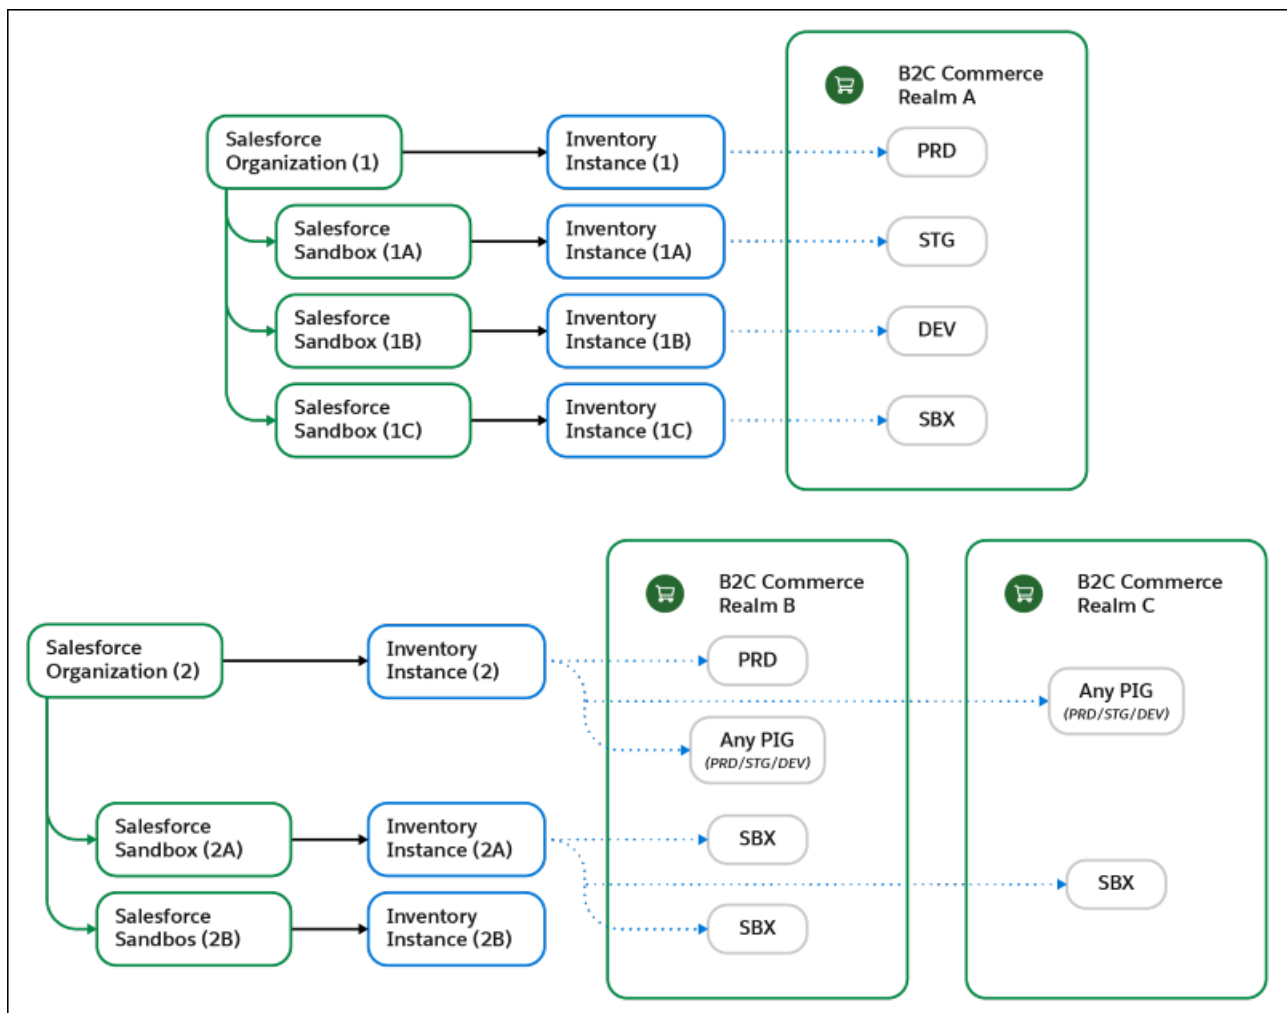 B2C Commerce
Realm A
Salesforce
Organization (1)
Inventory
Instance (1)
PRD
Salesforce
Sandbox (1A)
Inventory
Instance (1A)
STG
Salesforce
Sandbox (1B)
Inventory
Instance (1B)
DEV
Salesforce
Sandbox (1C)
Inventory
Instance (1C)
SBX
B2C Commerce
Realm B
B2C Commerce
Realm C
Salesforce
Organization (2)
Inventory
Instance (2)
PRD
Any PIG
(PRD/STG/DEV)
Any PIG
(PRD/STG/DEV)
Salesforce
Sandbox (2A)
Inventory
Instance (2A)
SBX
SBX
Salesforce
Sandbos (2B)
Inventory
Instance (2B)
SBX